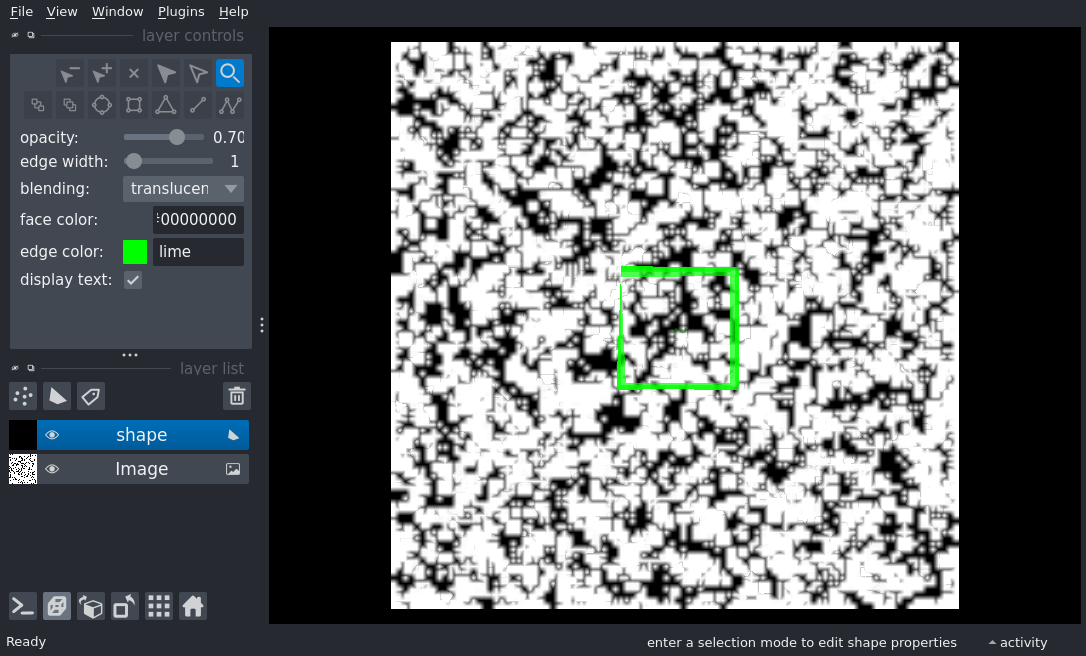 File View Window Plugins Help
layer controls
opacity: 0.70
edge width: 1
blending: translucen
face color: 00000000
edge color: lime
display text:
layer list
shape
Image
Ready
enter a selection mode to edit shape properties
activity